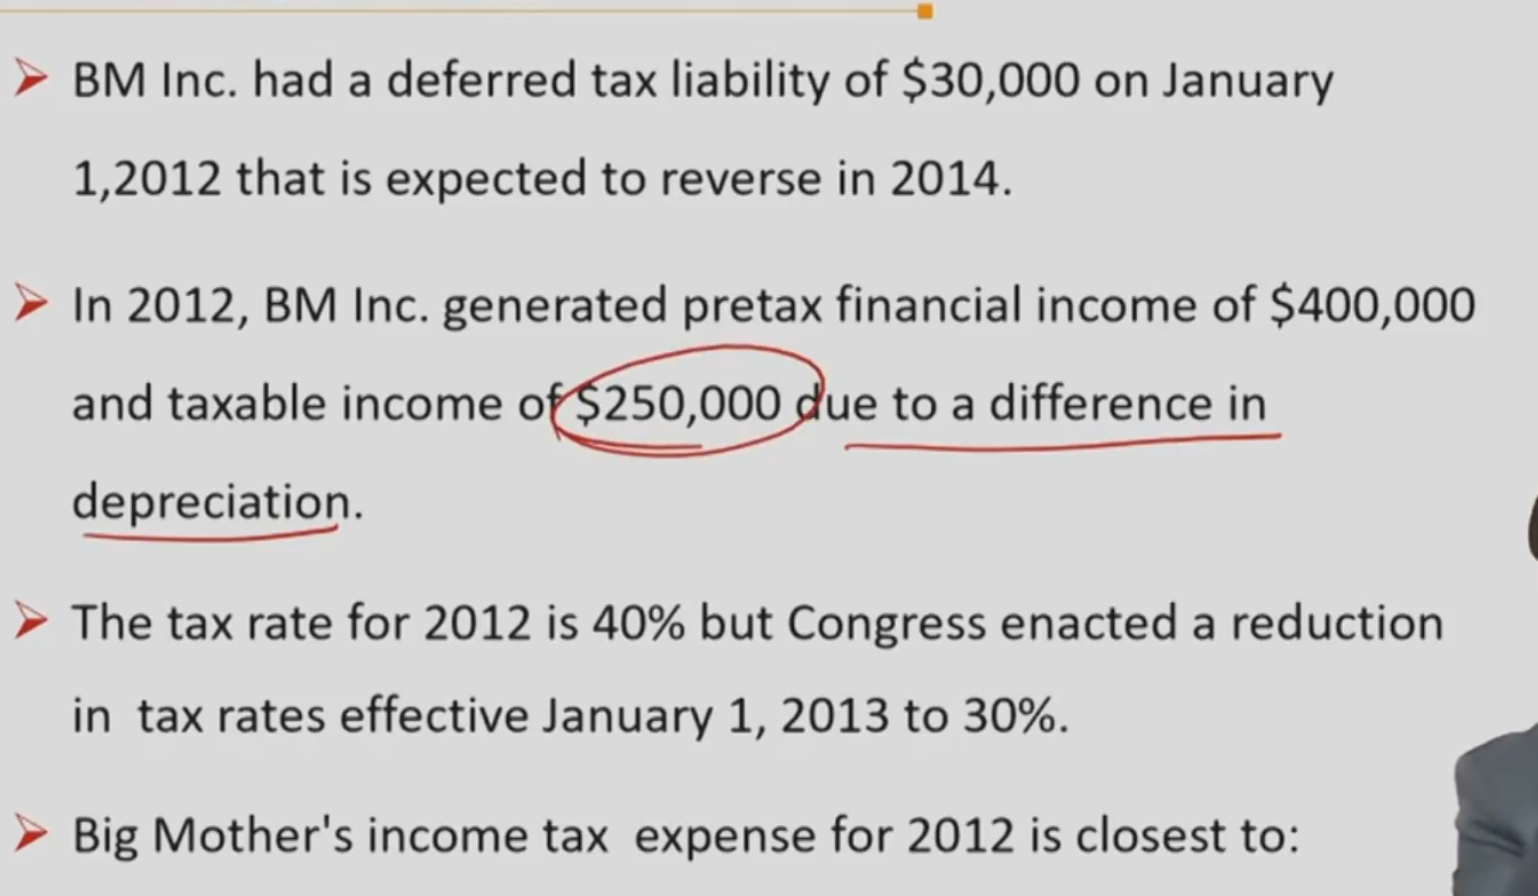 BM Inc. had a deferred tax liability of $30,000 on January
1,2012 that is expected to reverse in 2014.
In 2012, BM Inc. generated pretax financial income of $400,000
and taxable income of $250,000 due to a difference in
depreciation.
The tax rate for 2012 is 40% but Congress enacted a reduction
in tax rates effective January 1, 2013 to 30%.
Big Mother's income tax expense for 2012 is closest to: